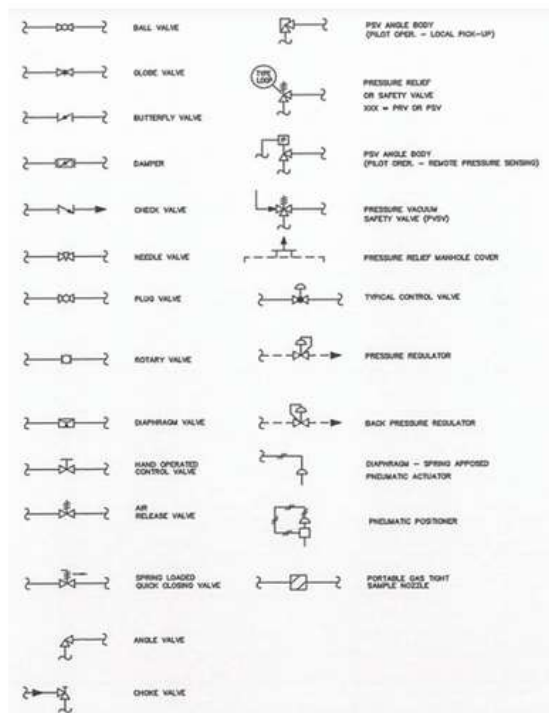 BALL VALVE
GLOBE VALVE
BUTTERFLY VALVE
DAMPER
CHECK VALVE
NEEDLE VALVE
PLUG VALVE
ROTARY VALVE
DIAPHRAGM VALVE
HAND OPERATED
CONTROL VALVE
AIR
RELEASE VALVE
SPRING LOADED
QUICK CLOSING VALVE
ANGLE VALVE
CHOKE VALVE
PSV ANGLE BODY
(PILOT OPER. – LOCAL PICK-UP)
TYPE
LOOP
PRESSURE RELIEF
OR SAFETY VALVE
XXX = PRV OR PSV
P
PSV ANGLE BODY
(PILOT OPER. – REMOTE PRESSURE SENSING)
PRESSURE VACUUM
SAFETY VALVE (PVSV)
PRESSURE RELIEF MANHOLE COVER
TYPICAL CONTROL VALVE
PRESSURE REGULATOR
BACK PRESSURE REGULATOR
DIAPHRAGM – SPRING APPOSED
PNEUMATIC ACTUATOR
PNEUMATIC POSITIONER
PORTABLE GAS TIGHT
SAMPLE NOZZLE